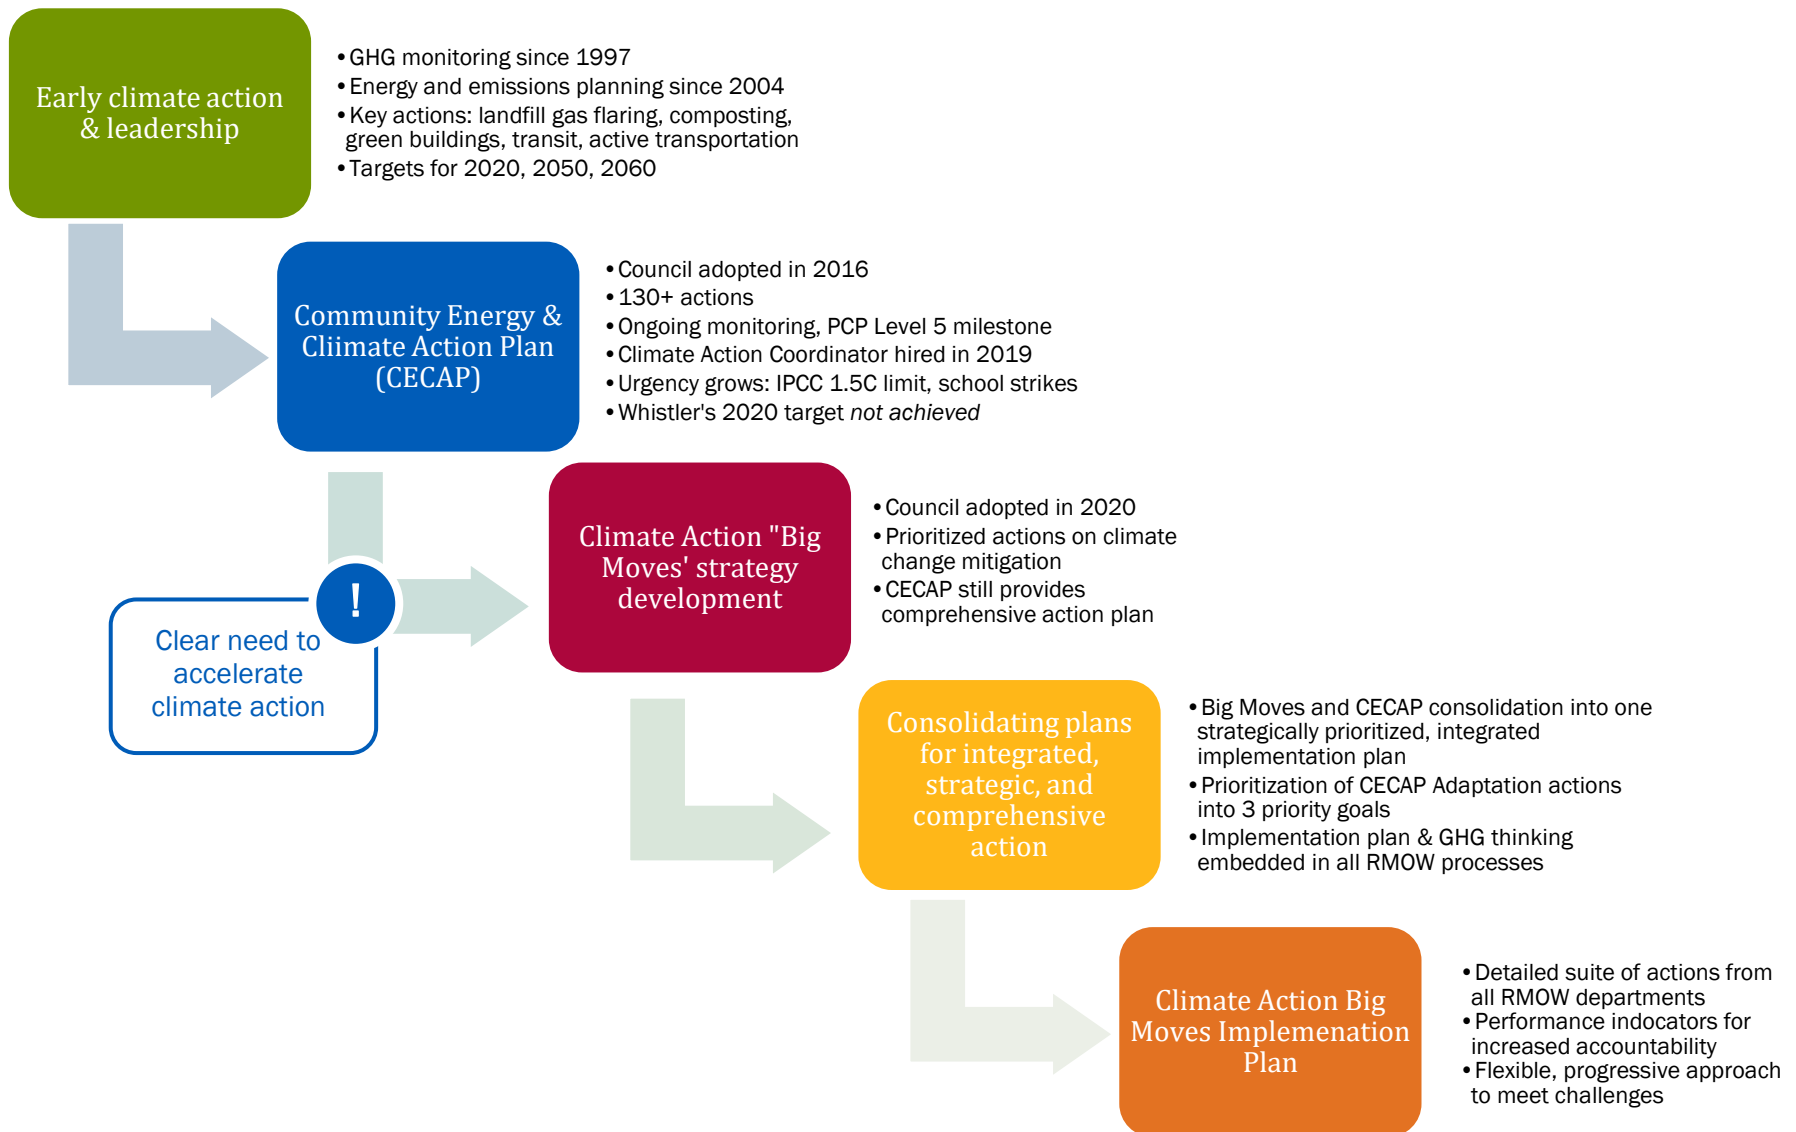 Early climate action
& leadership
•GHG monitoring since 1997
•Energy and emissions planning since 2004
•Key actions: landfill gas flaring, composting,
green buildings, transit, active transportation
•Targets for 2020, 2050, 2060
Community Energy &
Cliimate Action Plan
(CECAP)
•Council adopted in 2016
•130+ actions
•Ongoing monitoring, PCP Level 5 milestone
•Climate Action Coordinator hired in 2019
•Urgency grows: IPCC 1.5C limit, school strikes
•Whistler's 2020 target not achieved
!
Clear need to
accelerate
climate action
Climate Action "Big
Moves' strategy
development
•Council adopted in 2020
•Prioritized actions on climate
change mitigation
•CECAP still provides
comprehensive action plan
Consolidating plans
for integrated,
strategic, and
comprehensive
action
•Big Moves and CECAP consolidation into one
strategically prioritized, integrated
implementation plan
•Prioritization of CECAP Adaptation actions
into 3 priority goals
•Implementation plan & GHG thinking
embedded in all RMOW processes
Climate Action Big
Moves Implemenation
Plan
•Detailed suite of actions from
all RMOW departments
•Performance indocators for
increased accountability
•Flexible, progressive approach
to meet challenges